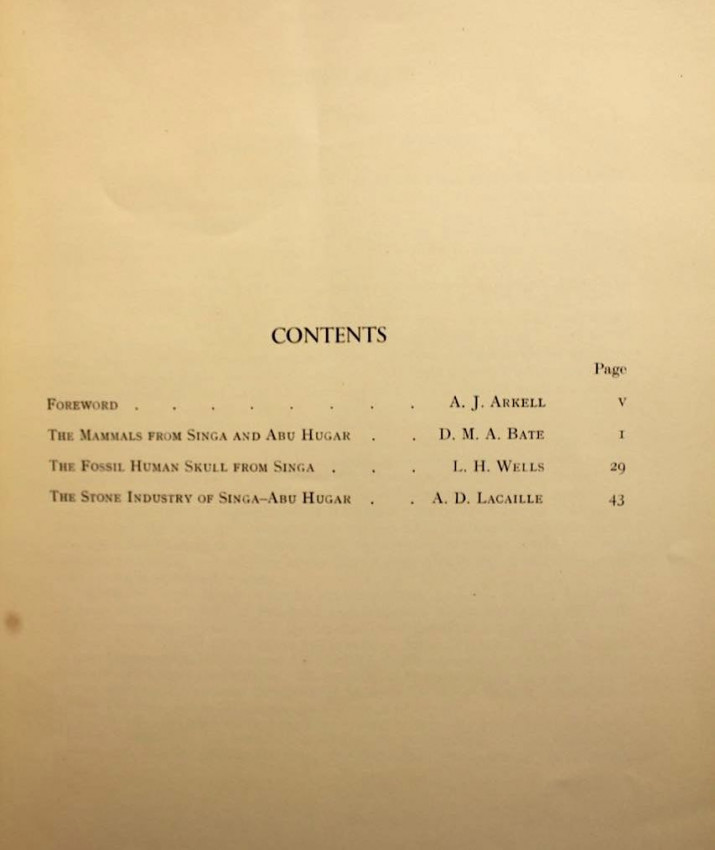 CONTENTS
Page
FOREWORD . . . . . . . . A. J. ARKELL v
THE MAMMALS FROM SINGA AND ABU HUGAR . . D. M. A. BATE 1
THE FOSSIL HUMAN SKULL FROM SINGA . . . L. H. WELLS 29
THE STONE INDUSTRY OF SINGA–ABU HUGAR . . A. D. LACAILLE 43